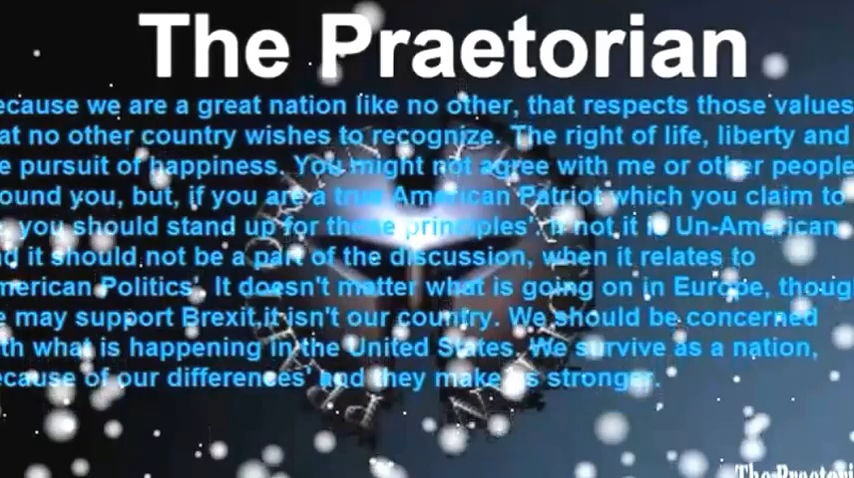 The Praetorian
ecause we are a great nation like no other, that respects those values
at no other country wishes to recognize. The right of life, liberty and
e pursuit of happiness. You might not agree with me or other people
ound you, but, if you are a true American Patriot which you claim to
you should stand up for those principles', if not it is Un-American
d it should not be a part of the discussion, when it relates to
merican Politics. It doesn't matter what is going on in Europe, thoug
e may support Brexit it isn't our country. We should be concerned
th what is happening in the United States. We survive as a nation,
ecause of our differences' and they make us stronger.
ThePraetori